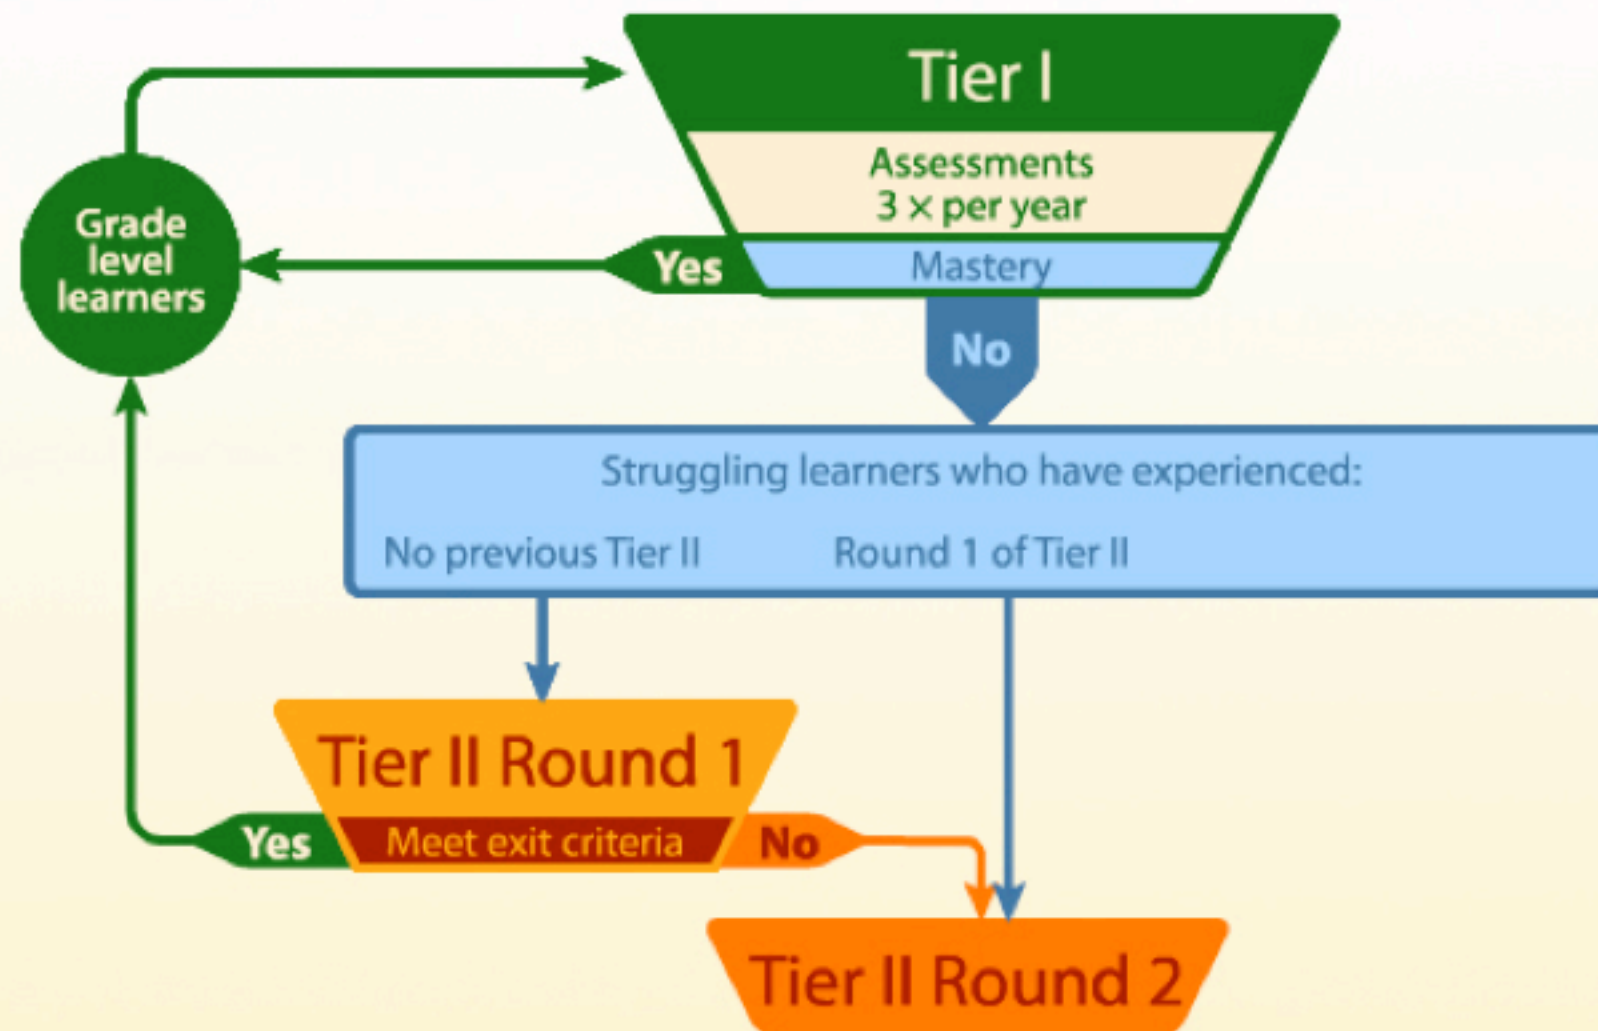 Tier I
Assessments
3 × per year
Mastery
Yes
No
Grade
level
learners
Struggling learners who have experienced:
No previous Tier II
Round 1 of Tier II
Tier II Round 1
Meet exit criteria
Yes
No
Tier II Round 2